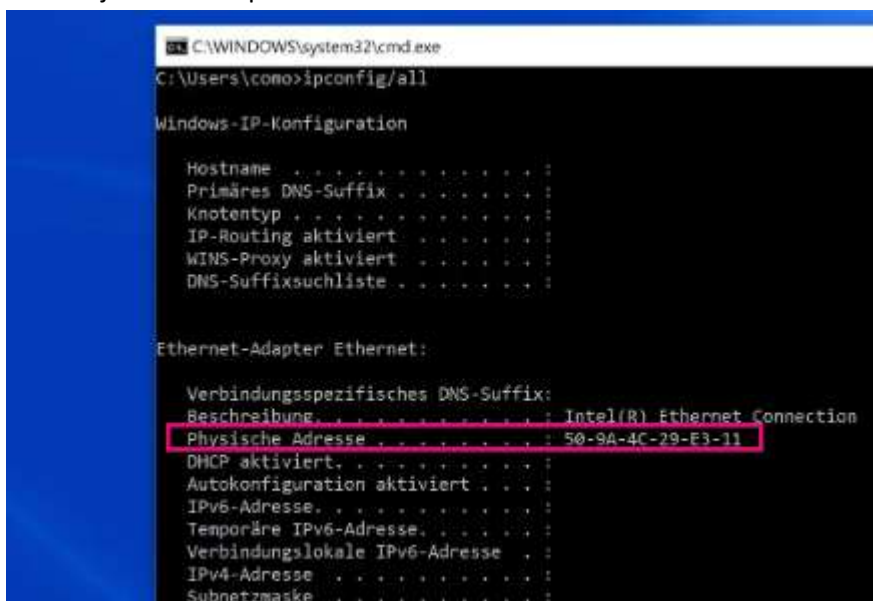 C:\WINDOWS\system32\cmd.exe
C:\Users\como>ipconfig/all
Windows-IP-Konfiguration
Hostname . . . . . . . . . . . . :
Primäres DNS-Suffix . . . . . . . :
Knotentyp . . . . . . . . . . . . :
IP-Routing aktiviert . . . . . . :
WINS-Proxy aktiviert . . . . . . :
DNS-Suffixsuchliste . . . . . . . :
Ethernet-Adapter Ethernet:
Verbindungsspezifisches DNS-Suffix:
Beschreibung. . . . . . . . . . . : Intel(R) Ethernet Connection
Physische Adresse . . . . . . . . : 50-9A-4C-29-E3-11
DHCP aktiviert. . . . . . . . . . :
Autokonfiguration aktiviert . . . :
IPv6-Adresse. . . . . . . . . . . :
Temporäre IPv6-Adresse. . . . . . :
Verbindungslokale IPv6-Adresse . :
IPv4-Adresse . . . . . . . . . . :
Subnetzmaske . . . . . . . . . . :